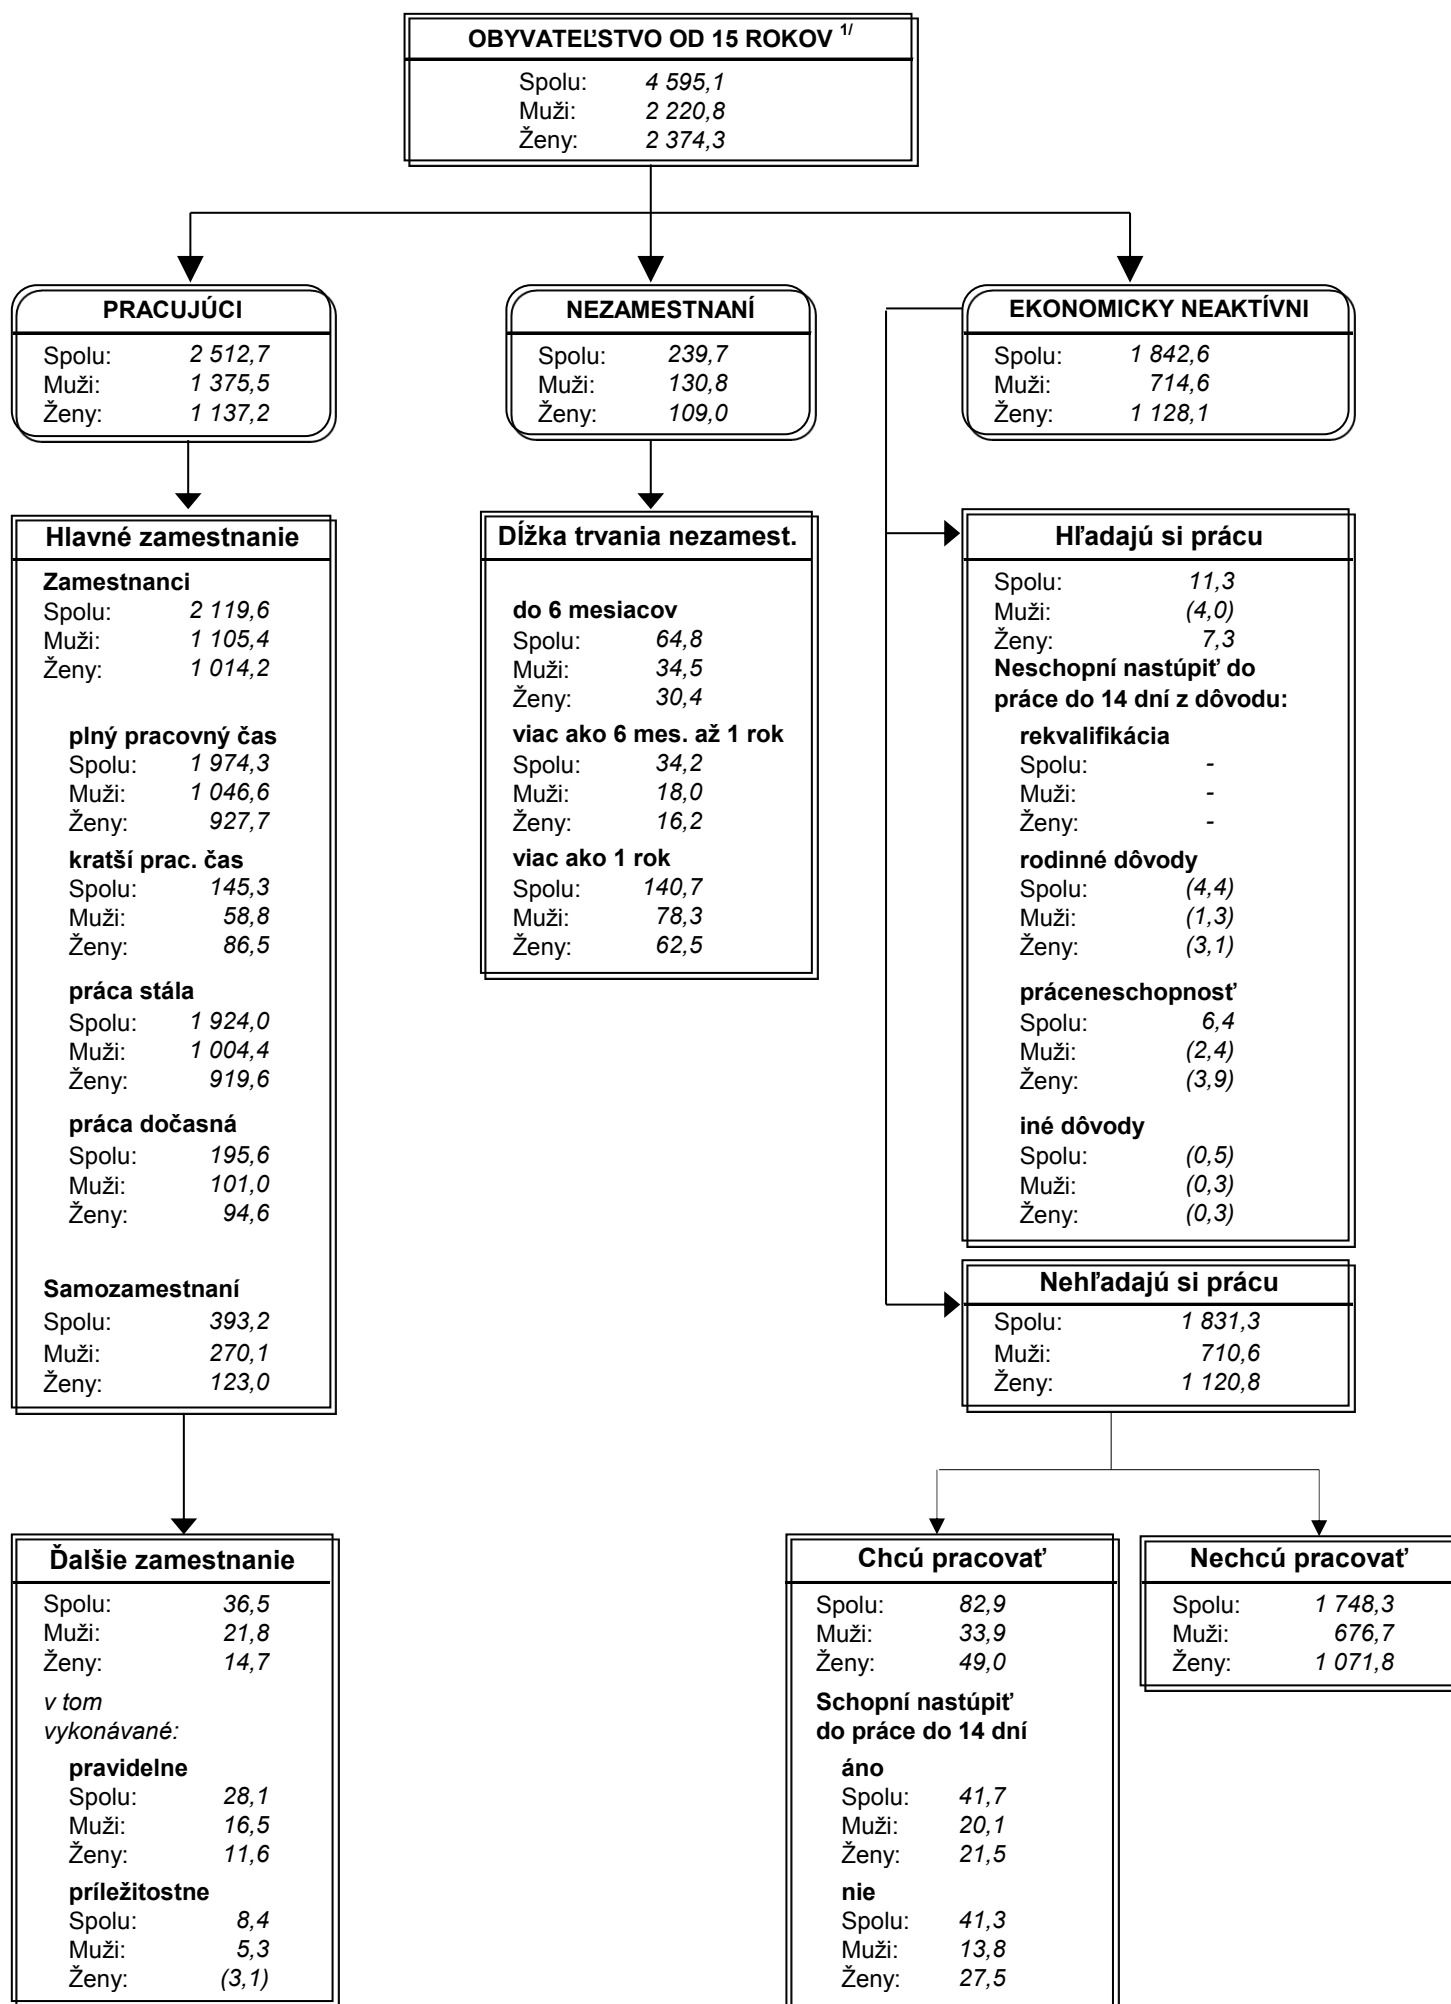 OBYVATEĽSTVO OD 15 ROKOV 1/
Spolu: 4 595,1
Muži: 2 220,8
Ženy: 2 374,3
PRACUJÚCI
Spolu: 2 512,7
Muži: 1 375,5
Ženy: 1 137,2
NEZAMESTNANÍ
Spolu: 239,7
Muži: 130,8
Ženy: 109,0
EKONOMICKY NEAKTÍVNI
Spolu: 1 842,6
Muži: 714,6
Ženy: 1 128,1
Hlavné zamestnanie
Zamestnanci
Spolu: 2 119,6
Muži: 1 105,4
Ženy: 1 014,2
plný pracovný čas
Spolu: 1 974,3
Muži: 1 046,6
Ženy: 927,7
kratší prac. čas
Spolu: 145,3
Muži: 58,8
Ženy: 86,5
práca stála
Spolu: 1 924,0
Muži: 1 004,4
Ženy: 919,6
práca dočasná
Spolu: 195,6
Muži: 101,0
Ženy: 94,6
Samozamestnaní
Spolu: 393,2
Muži: 270,1
Ženy: 123,0
Dĺžka trvania nezamest.
do 6 mesiacov
Spolu: 64,8
Muži: 34,5
Ženy: 30,4
viac ako 6 mes. až 1 rok
Spolu: 34,2
Muži: 18,0
Ženy: 16,2
viac ako 1 rok
Spolu: 140,7
Muži: 78,3
Ženy: 62,5
Hľadajú si prácu
Spolu: 11,3
Muži: (4,0)
Ženy: 7,3
Neschopní nastúpiť do
práce do 14 dní z dôvodu:
rekvalifikácia
Spolu: -
Muži: -
Ženy: -
rodinné dôvody
Spolu: (4,4)
Muži: (1,3)
Ženy: (3,1)
práceneschopnosť
Spolu: 6,4
Muži: (2,4)
Ženy: (3,9)
iné dôvody
Spolu: (0,5)
Muži: (0,3)
Ženy: (0,3)
Nehľadajú si prácu
Spolu: 1 831,3
Muži: 710,6
Ženy: 1 120,8
Ďalšie zamestnanie
Spolu: 36,5
Muži: 21,8
Ženy: 14,7
v tom
vykonávané:
pravidelne
Spolu: 28,1
Muži: 16,5
Ženy: 11,6
príležitostne
Spolu: 8,4
Muži: 5,3
Ženy: (3,1)
Chcú pracovať
Spolu: 82,9
Muži: 33,9
Ženy: 49,0
Schopní nastúpiť
do práce do 14 dní
áno
Spolu: 41,7
Muži: 20,1
Ženy: 21,5
nie
Spolu: 41,3
Muži: 13,8
Ženy: 27,5
Nechcú pracovať
Spolu: 1 748,3
Muži: 676,7
Ženy: 1 071,8